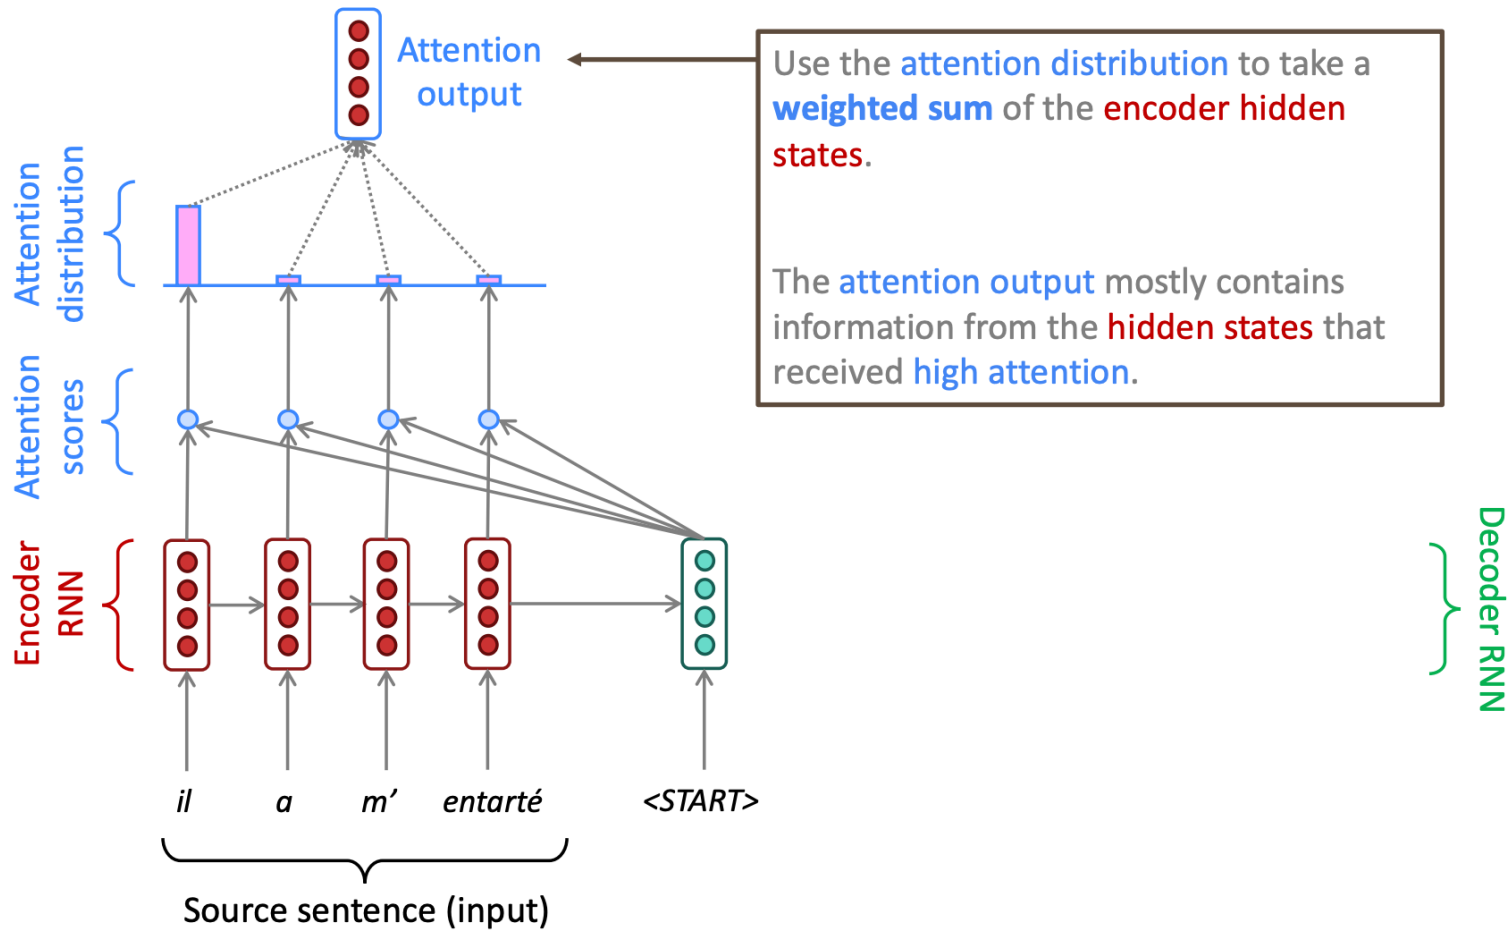 Attention
output
Use the attention distribution to take a
weighted sum of the encoder hidden
states.
The attention output mostly contains
information from the hidden states that
received high attention.
Attention
distribution
Attention
scores
Encoder
RNN
Decoder RNN
il a m’ entarté <START>
Source sentence (input)